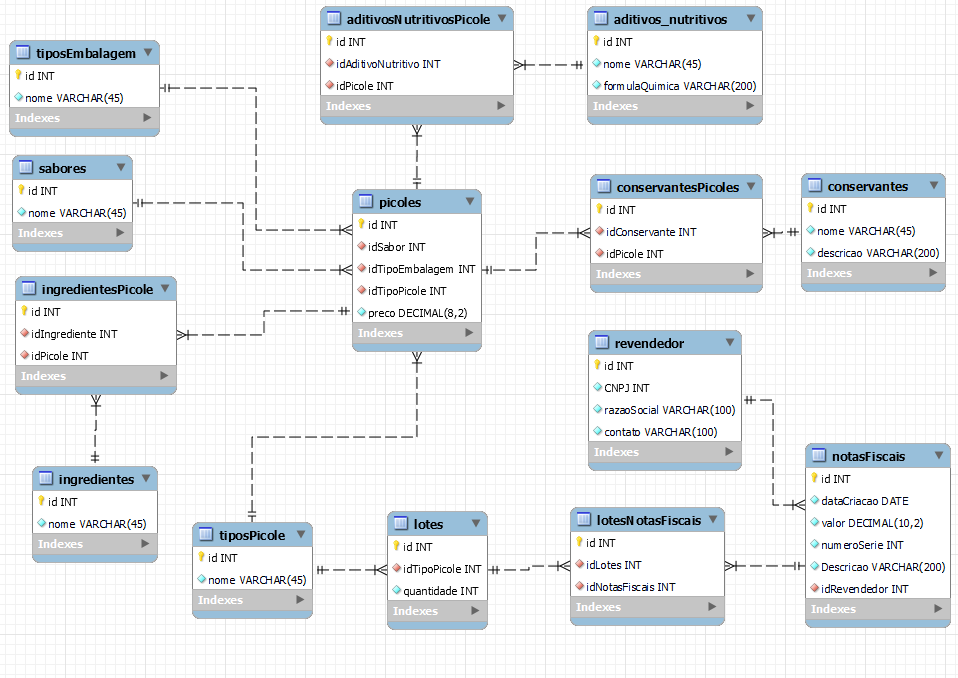 aditivosNutritivosPicole
id INT
idAditivoNutritivo INT
idPicole INT
Indexes
aditivos_nutritivos
id INT
nome VARCHAR(45)
formulaQuimica VARCHAR(200)
Indexes
tiposEmbalagem
id INT
nome VARCHAR(45)
Indexes
sabores
id INT
nome VARCHAR(45)
Indexes
picoles
id INT
idSabor INT
idTipoEmbalagem INT
idTipoPicole INT
preco DECIMAL(8,2)
Indexes
conservantesPicoles
id INT
idConservante INT
idPicole INT
Indexes
conservantes
id INT
nome VARCHAR(45)
descricao VARCHAR(200)
Indexes
ingredientesPicole
id INT
idIngrediente INT
idPicole INT
Indexes
revendedor
id INT
CNPJ INT
razaoSocial VARCHAR(100)
contato VARCHAR(100)
Indexes
notasFiscais
id INT
dataCriacao DATE
valor DECIMAL(10,2)
numeroSerie INT
Descricao VARCHAR(200)
idRevendedor INT
Indexes
ingredientes
id INT
nome VARCHAR(45)
Indexes
tiposPicole
id INT
nome VARCHAR(45)
Indexes
lotes
id INT
idTipoPicole INT
quantidade INT
Indexes
lotesNotasFiscais
id INT
idLotes INT
idNotasFiscais INT
Indexes